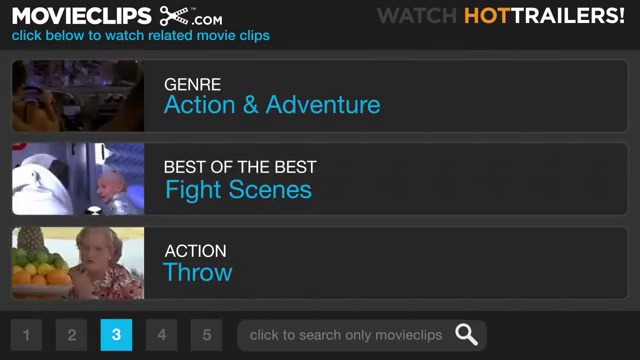 MOVIECLIPS .COM
WATCH HOTTRAILERS!
click below to watch related movie clips
GENRE
Action & Adventure
BEST OF THE BEST
Fight Scenes
ACTION
Throw
1 2 3 4 5 click to search only movieclips